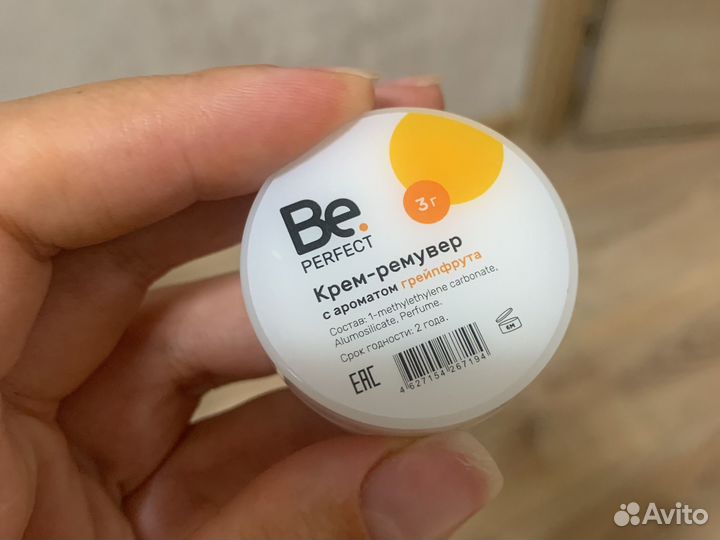 3 г
Be.
PERFECT
Крем-ремувер
с ароматом грейпфрута
Состав: 1-methylethylene carbonate,
Alumosilicate, Perfume.
Срок годности: 2 года.
EAC
4 627154 267194
6M
Avito